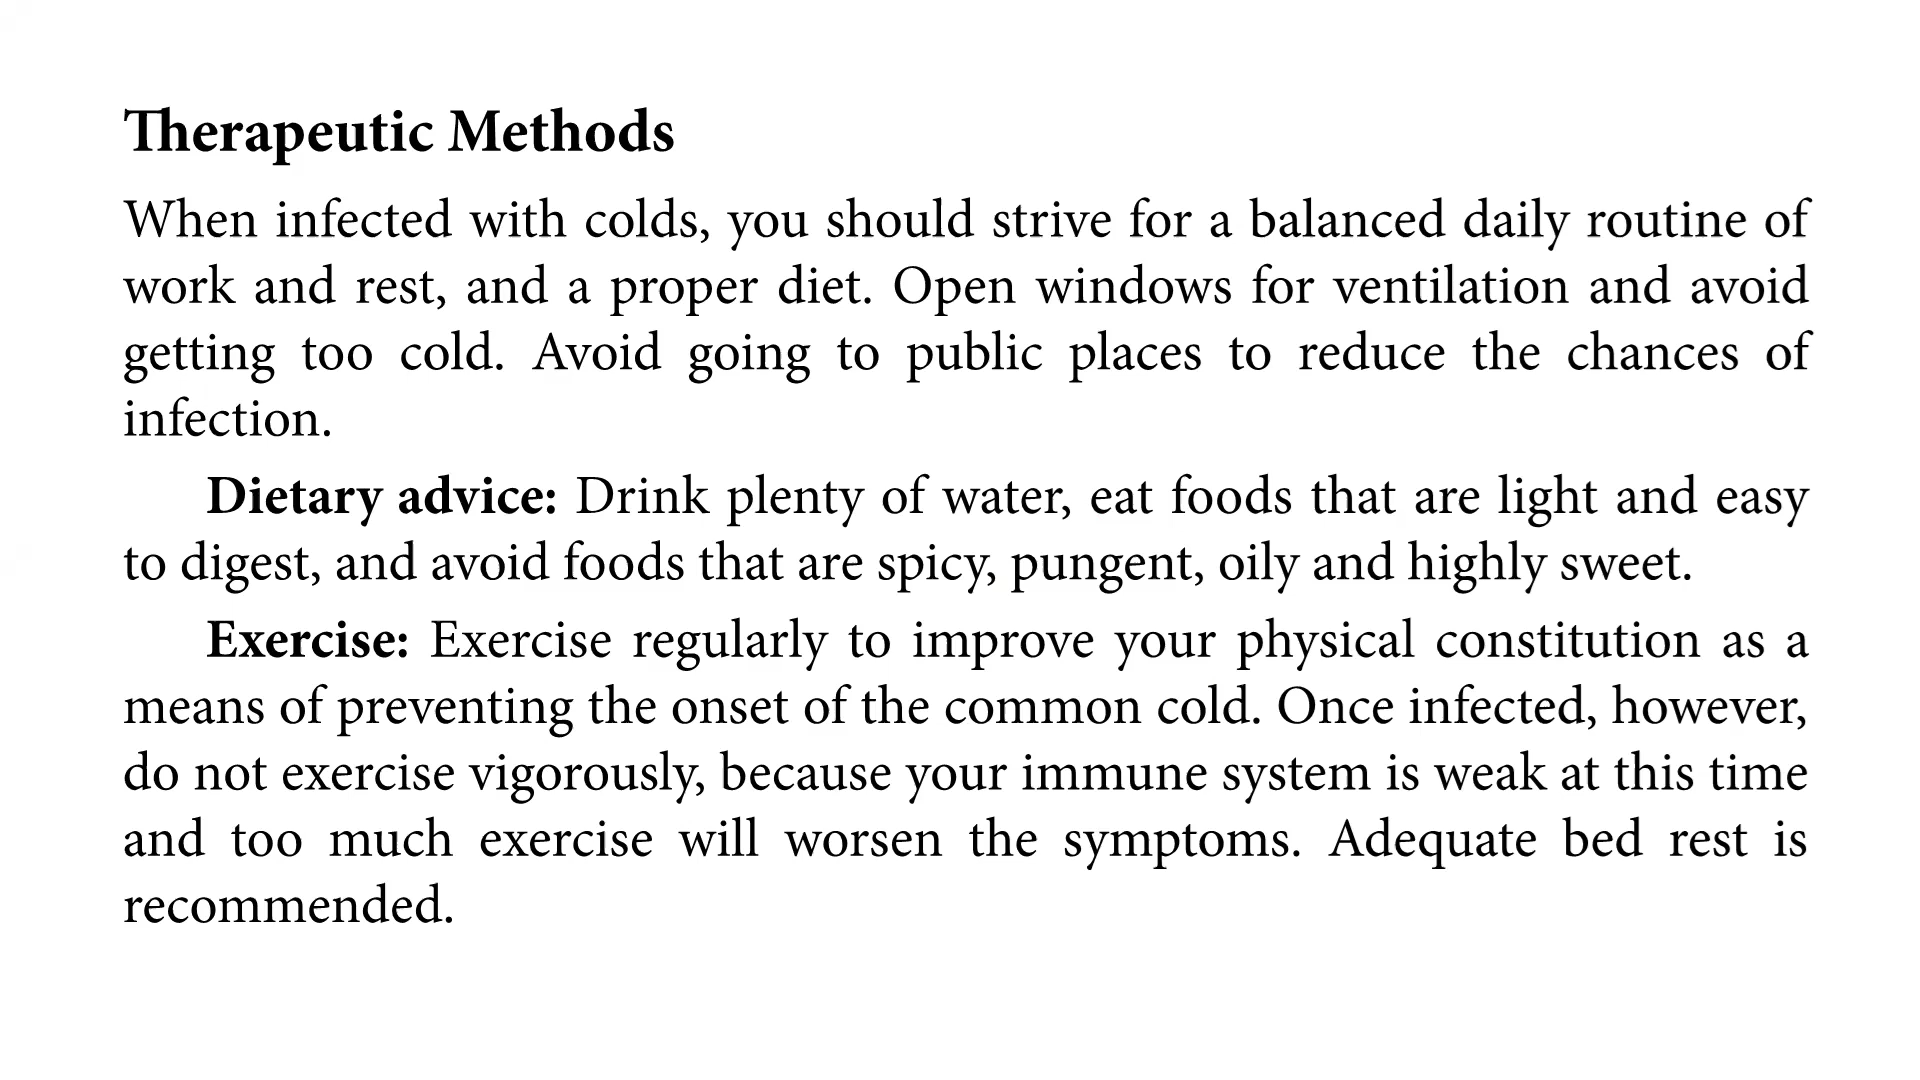 Therapeutic Methods
When infected with colds, you should strive for a balanced daily routine of
work and rest, and a proper diet. Open windows for ventilation and avoid
getting too cold. Avoid going to public places to reduce the chances of
infection.
Dietary advice: Drink plenty of water, eat foods that are light and easy
to digest, and avoid foods that are spicy, pungent, oily and highly sweet.
Exercise: Exercise regularly to improve your physical constitution as a
means of preventing the onset of the common cold. Once infected, however,
do not exercise vigorously, because your immune system is weak at this time
and too much exercise will worsen the symptoms. Adequate bed rest is
recommended.